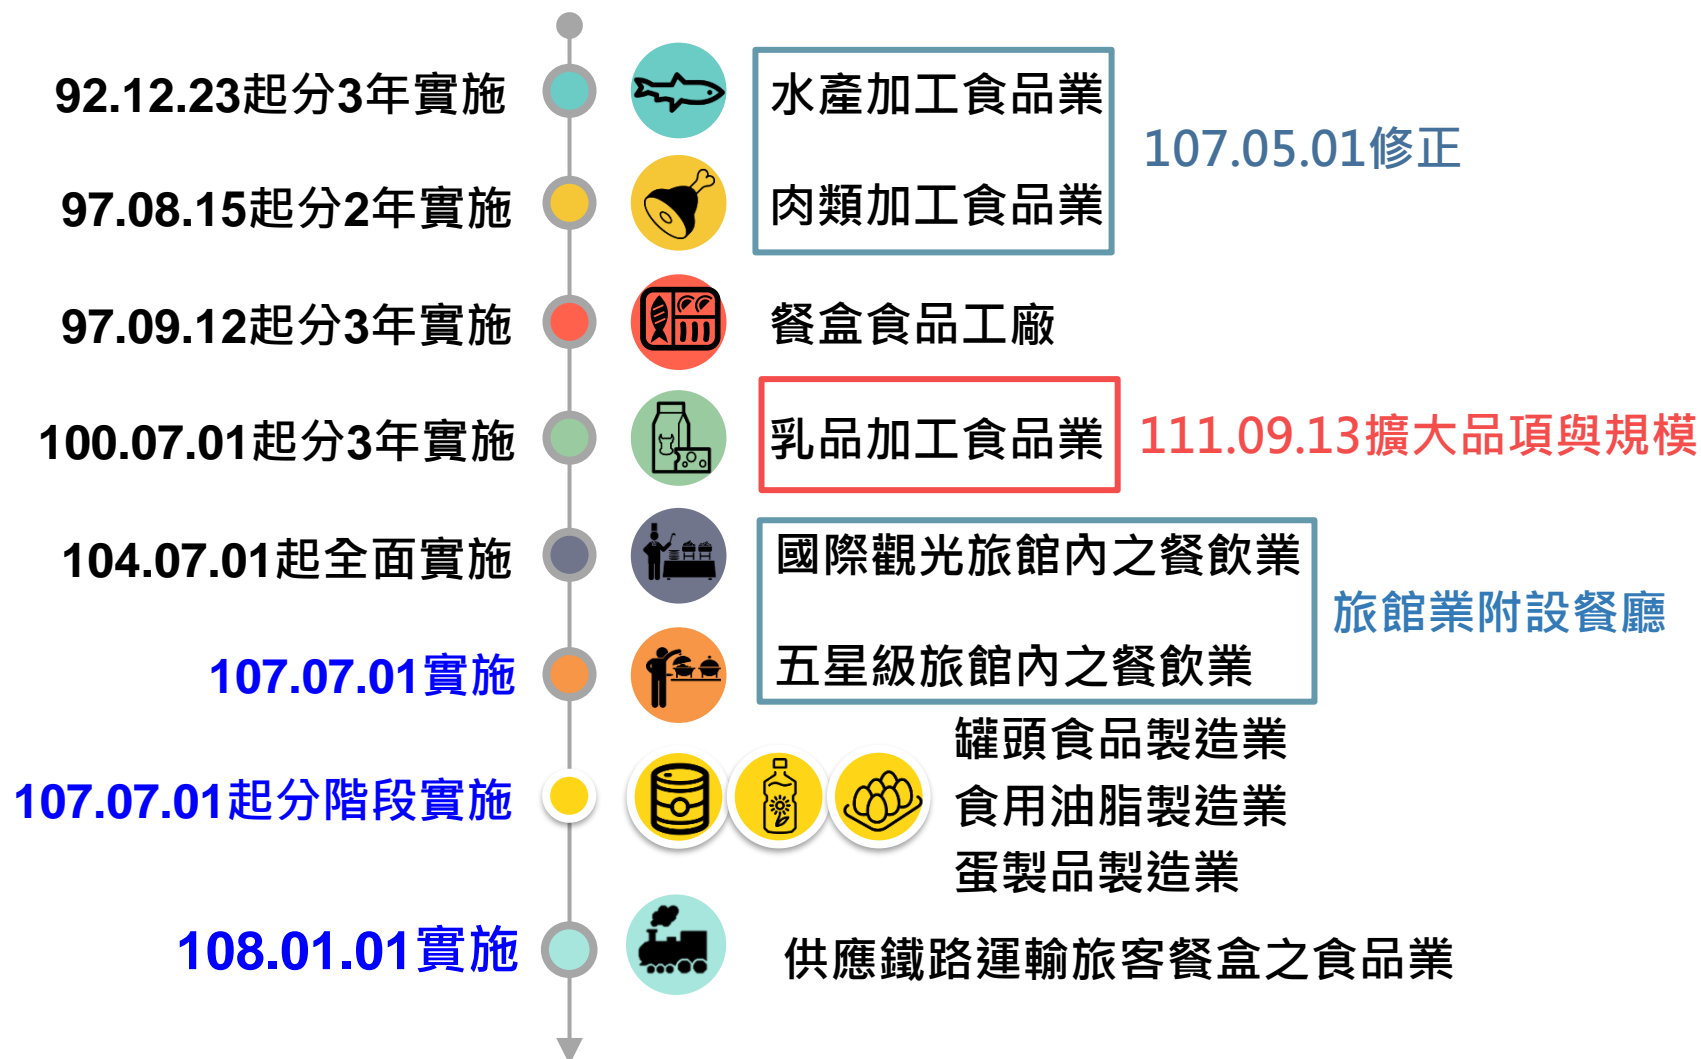 92.12.23起分3年實施
水產加工食品業
107.05.01修正
97.08.15起分2年實施
肉類加工食品業
97.09.12起分3年實施
餐盒食品工廠
100.07.01起分3年實施
乳品加工食品業
111.09.13擴大品項與規模
104.07.01起全面實施
國際觀光旅館內之餐飲業
旅館業附設餐廳
107.07.01實施
五星級旅館內之餐飲業
107.07.01起分階段實施
罐頭食品製造業
食用油脂製造業
蛋製品製造業
108.01.01實施
供應鐵路運輸旅客餐盒之食品業